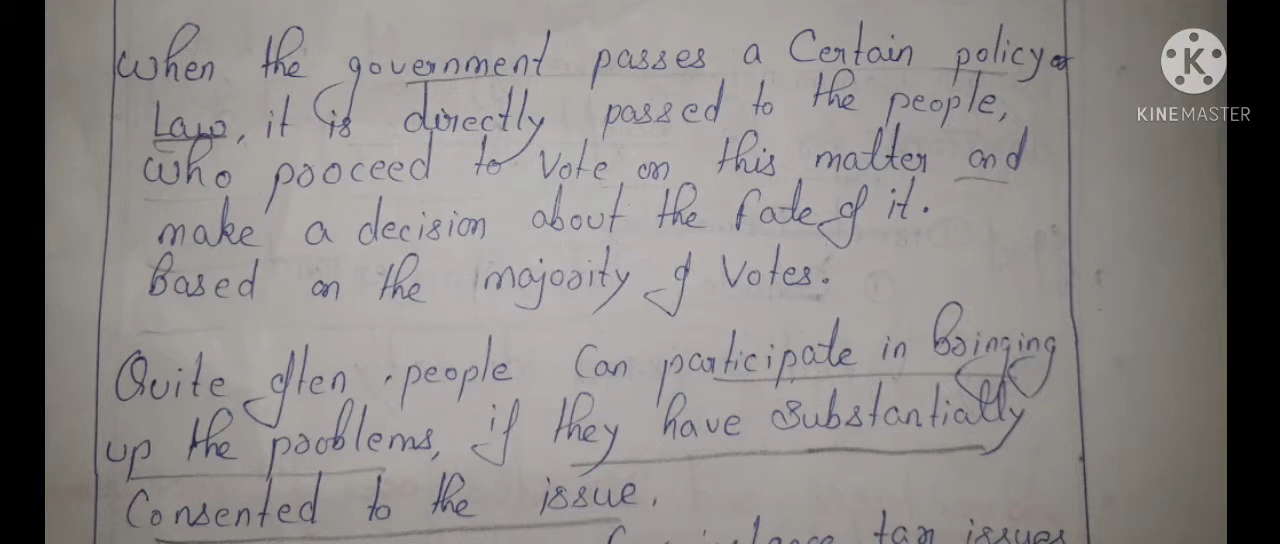 When the government passes a Certain policy or
Law, it is directly passed to the people,
who proceed to vote on this matter and
make a decision about the fate of it.
Based on the majority of Votes.
Quite often people Can participate in Bringing
up the problems, if they have Substantially
Consented to the issue.
tax issues
K
KINEMASTER